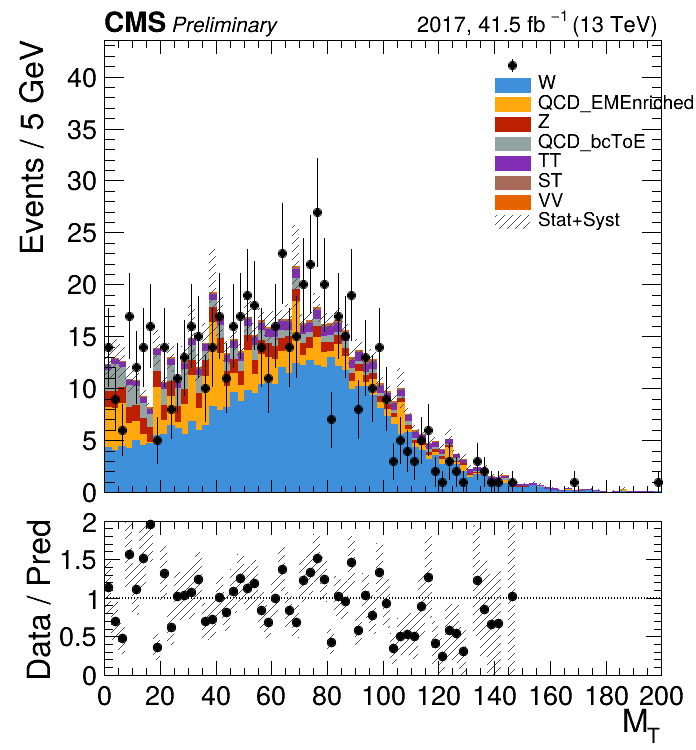 CMS Preliminary 2017, 41.5 fb⁻¹ (13 TeV)
Events / 5 GeV
40
35
30
25
20
15
10
5
0
W
QCD_EMEnriched
Z
QCD_bcToE
TT
ST
VV
Stat+Syst
Data / Pred
2
1.5
1
0.5
0
0 20 40 60 80 100 120 140 160 180 200
M_T